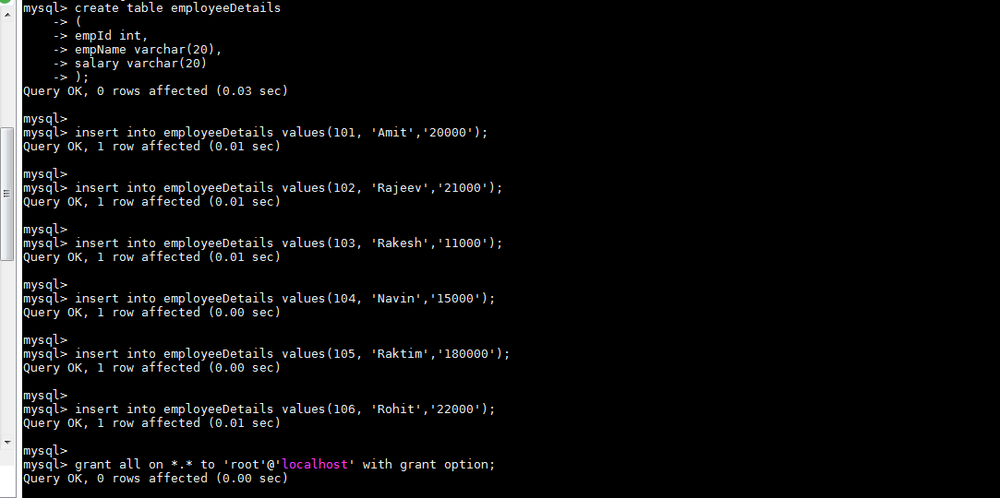 mysql> create table employeeDetails
    -> (
    -> empId int,
    -> empName varchar(20),
    -> salary varchar(20)
    -> );
Query OK, 0 rows affected (0.03 sec)
mysql>
mysql> insert into employeeDetails values(101, 'Amit','20000');
Query OK, 1 row affected (0.01 sec)
mysql>
mysql> insert into employeeDetails values(102, 'Rajeev','21000');
Query OK, 1 row affected (0.01 sec)
mysql>
mysql> insert into employeeDetails values(103, 'Rakesh','11000');
Query OK, 1 row affected (0.01 sec)
mysql>
mysql> insert into employeeDetails values(104, 'Navin','15000');
Query OK, 1 row affected (0.00 sec)
mysql>
mysql> insert into employeeDetails values(105, 'Raktim','180000');
Query OK, 1 row affected (0.00 sec)
mysql>
mysql> insert into employeeDetails values(106, 'Rohit','22000');
Query OK, 1 row affected (0.01 sec)
mysql>
mysql> grant all on *.* to 'root'@'localhost' with grant option;
Query OK, 0 rows affected (0.00 sec)